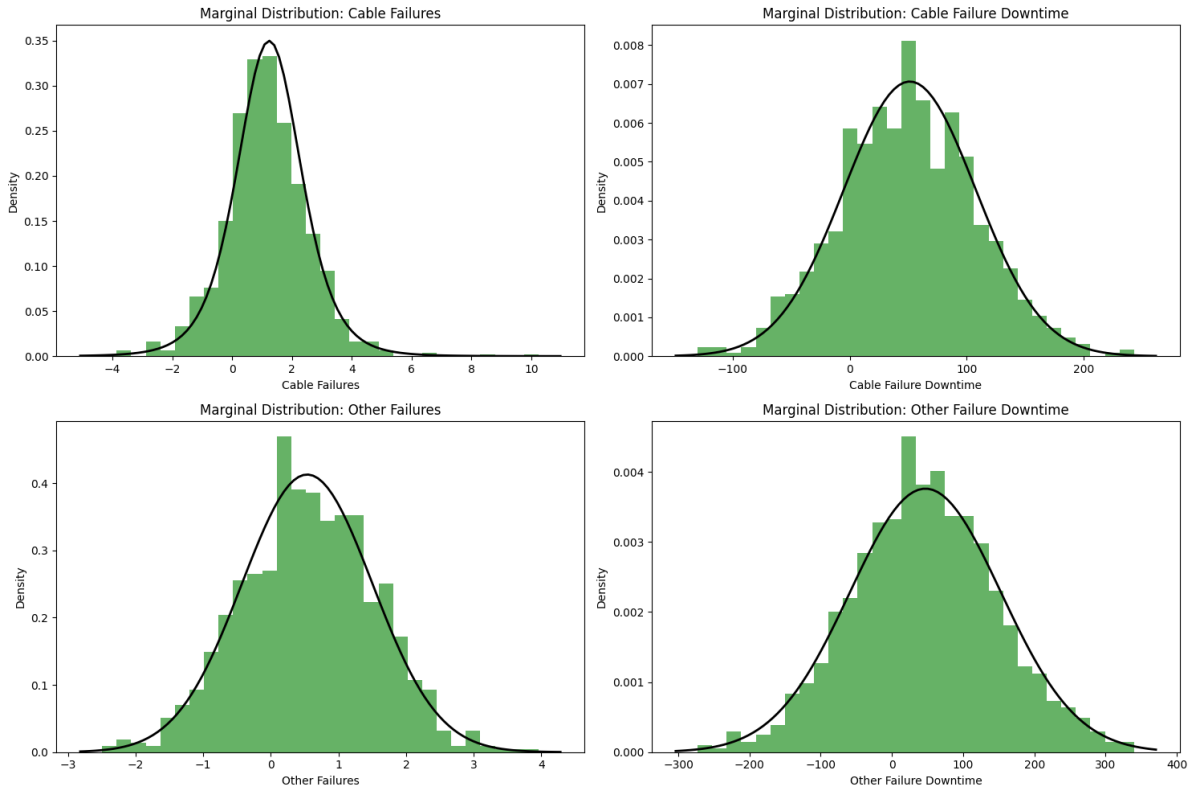 Marginal Distribution: Cable Failures
0.35
0.30
0.25
0.20
0.15
0.10
0.05
0.00
Density
−4 −2 0 2 4 6 8 10
Cable Failures
Marginal Distribution: Cable Failure Downtime
0.008
0.007
0.006
0.005
0.004
0.003
0.002
0.001
0.000
Density
−100 0 100 200
Cable Failure Downtime
Marginal Distribution: Other Failures
0.4
0.3
0.2
0.1
0.0
Density
−3 −2 −1 0 1 2 3 4
Other Failures
Marginal Distribution: Other Failure Downtime
0.004
0.003
0.002
0.001
0.000
Density
−300 −200 −100 0 100 200 300 400
Other Failure Downtime